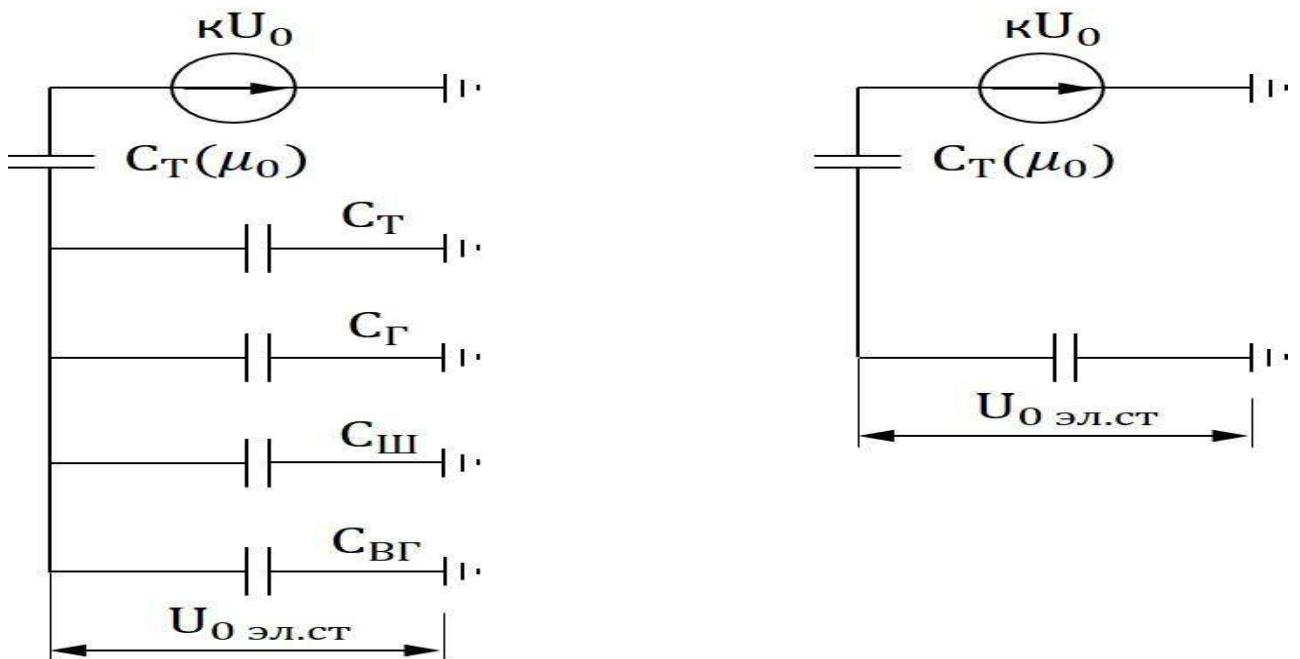 кU₀
C_T(μ₀)
C_T
C_Г
C_Ш
C_ВГ
U₀ эл.ст
кU₀
C_T(μ₀)
U₀ эл.ст